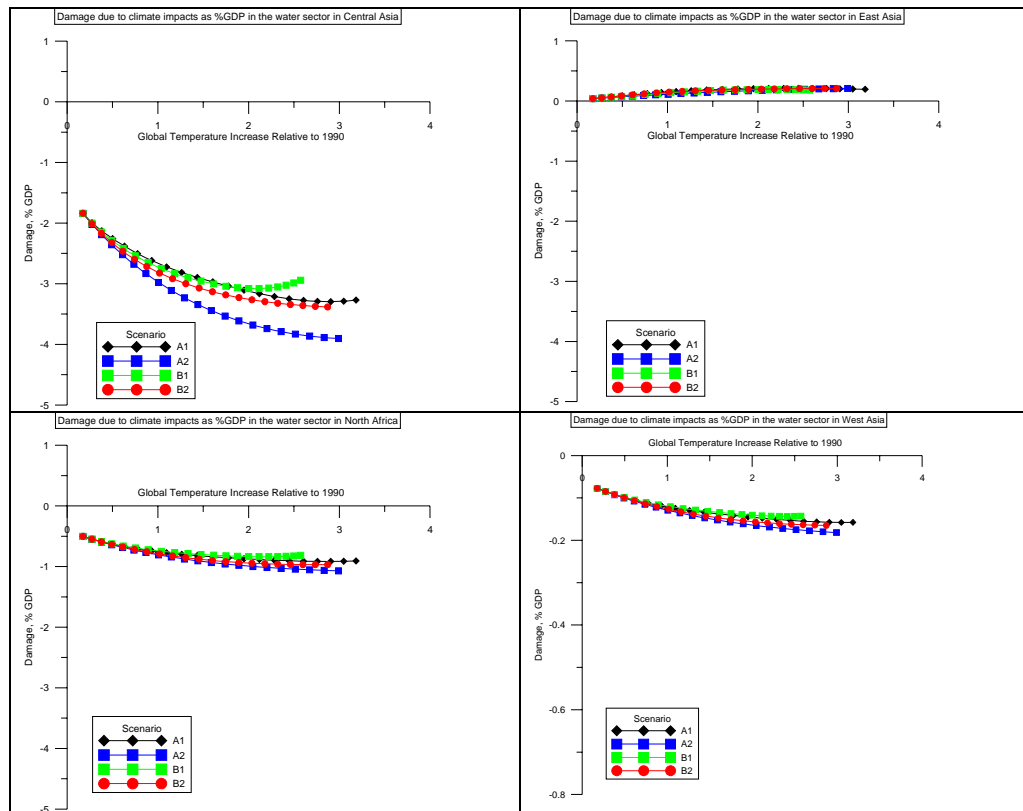 Damage due to climate impacts as %GDP in the water sector in Central Asia
1
0
0 1 2 3 4
Global Temperature Increase Relative to 1990
-1
-2
-3
-4
-5
Damage, % GDP
Scenario
A1
A2
B1
B2
Damage due to climate impacts as %GDP in the water sector in East Asia
1
0
0 1 2 3 4
Global Temperature Increase Relative to 1990
-1
-2
-3
-4
-5
Damage, % GDP
Scenario
A1
A2
B1
B2
Damage due to climate impacts as %GDP in the water sector in North Africa
1
Global Temperature Increase Relative to 1990
0
0 1 2 3 4
-1
-2
-3
-4
-5
Damage, % GDP
Scenario
A1
A2
B1
B2
Damage due to climate impacts as %GDP in the water sector in West Asia
Global Temperature Increase Relative to 1990
0 1 2 3 4
0
-0.2
-0.4
-0.6
-0.8
Damage, % GDP
Scenario
A1
A2
B1
B2